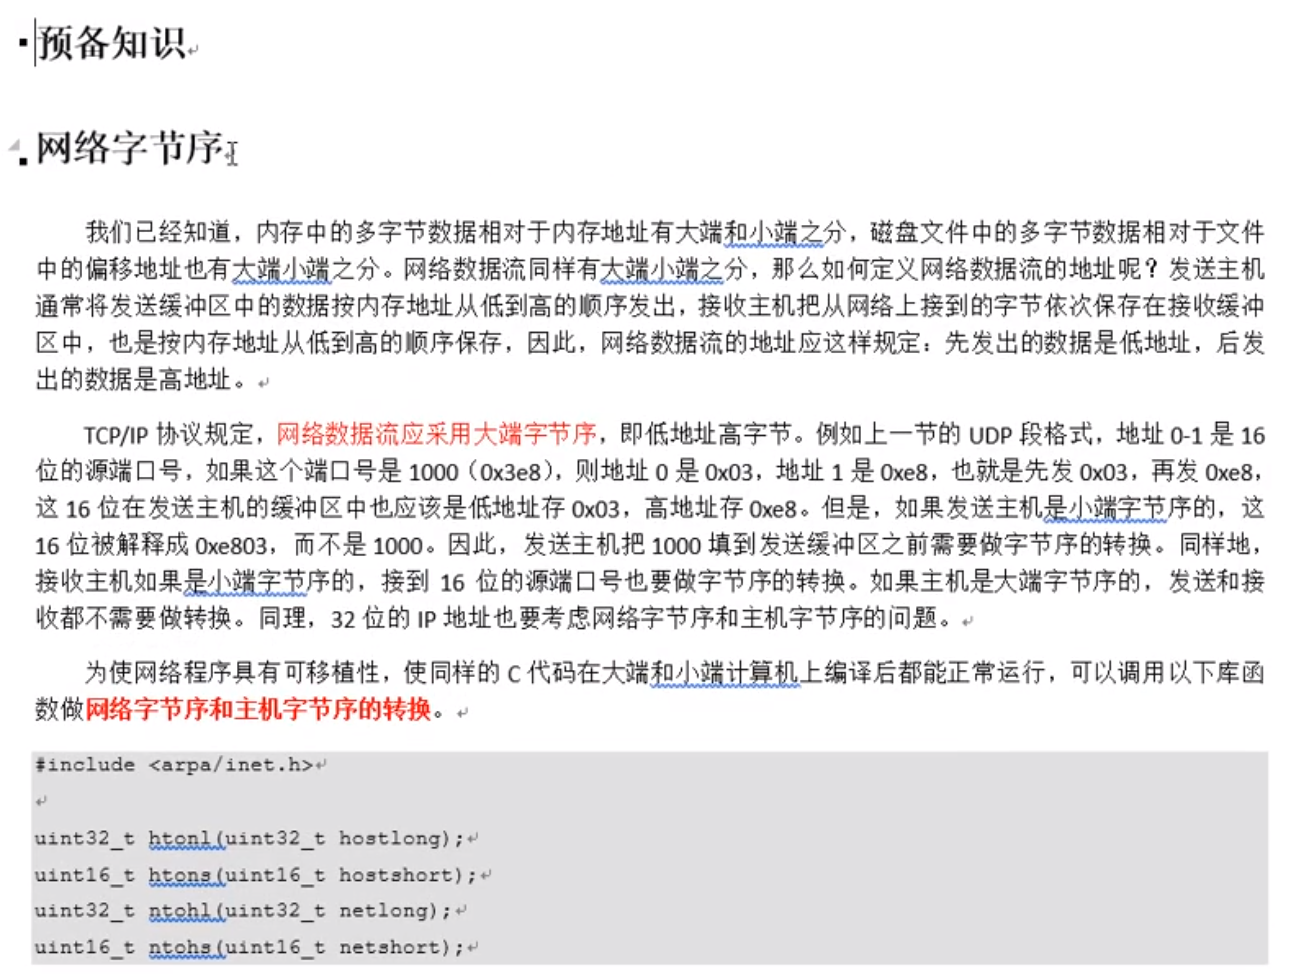 预备知识
网络字节序
我们已经知道，内存中的多字节数据相对于内存地址有大端和小端之分，磁盘文件中的多字节数据相对于文件
中的偏移地址也有大端小端之分。网络数据流同样有大端小端之分，那么如何定义网络数据流的地址呢？发送主机
通常将发送缓冲区中的数据按内存地址从低到高的顺序发出，接收主机把从网络上接到的字节依次保存在接收缓冲
区中，也是按内存地址从低到高的顺序保存，因此，网络数据流的地址应这样规定：先发出的数据是低地址，后发
出的数据是高地址。
TCP/IP 协议规定，网络数据流应采用大端字节序，即低地址高字节。例如上一节的 UDP 段格式，地址 0-1 是 16
位的源端口号，如果这个端口号是 1000（0x3e8），则地址 0 是 0x03，地址 1 是 0xe8，也就是先发 0x03，再发 0xe8，
这 16 位在发送主机的缓冲区中也应该是低地址存 0x03，高地址存 0xe8。但是，如果发送主机是小端字节序的，这
16 位被解释成 0xe803，而不是 1000。因此，发送主机把 1000 填到发送缓冲区之前需要做字节序的转换。同样地，
接收主机如果是小端字节序的，接到 16 位的源端口号也要做字节序的转换。如果主机是大端字节序的，发送和接
收都不需要做转换。同理，32 位的 IP 地址也要考虑网络字节序和主机字节序的问题。
为使网络程序具有可移植性，使同样的 C 代码在大端和小端计算机上编译后都能正常运行，可以调用以下库函
数做网络字节序和主机字节序的转换。
#include <arpa/inet.h>
uint32_t htonl(uint32_t hostlong);
uint16_t htons(uint16_t hostshort);
uint32_t ntohl(uint32_t netlong);
uint16_t ntohs(uint16_t netshort);